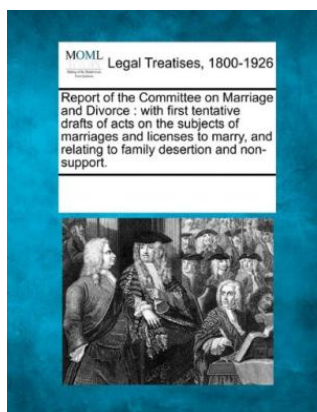 MOML
Legal Treatises, 1800-1926
Report of the Committee on Marriage
and Divorce : with first tentative
drafts of acts on the subjects of
marriages and licenses to marry, and
relating to family desertion and non-
support.